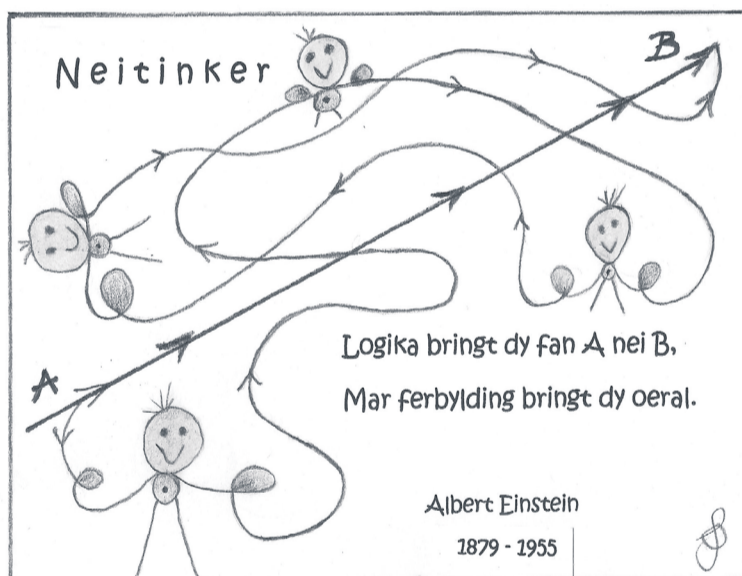 Neitinker
B
A
Logika bringt dy fan A nei B,
Mar ferbylding bringt dy oeral.
Albert Einstein
1879 - 1955